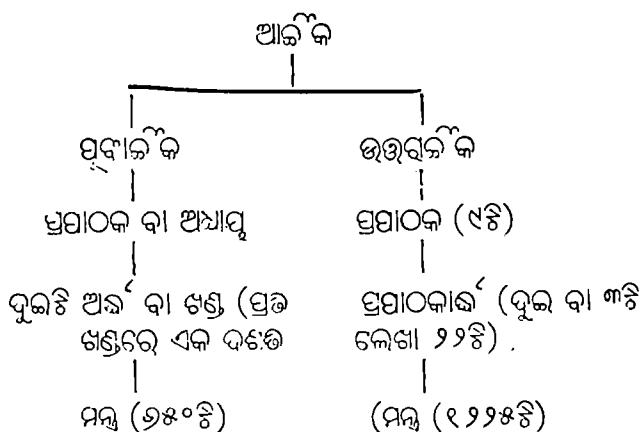 ଆର୍ଚ୍ଚିକ
ପୂର୍ବାର୍ଚ୍ଚିକ
ଉତ୍ତରାର୍ଚ୍ଚିକ
ପ୍ରପାଠକ ବା ଅଧ୍ୟାୟ
ପ୍ରପାଠକ (୯ଟି)
ଦୁଇଟି ଅର୍ଦ୍ଧ ବା ଖଣ୍ଡ (ପ୍ରତି
ଖଣ୍ଡରେ ଏକ ଦଶତି
ପ୍ରପାଠକାର୍ଦ୍ଧ (ଦୁଇ ବା ୩ଟି
ଲେଖା ୨୨ଟି).
ମନ୍ତ୍ର (୬୫୦ଟି)
(ମନ୍ତ୍ର (୧୨୨୫ଟି)